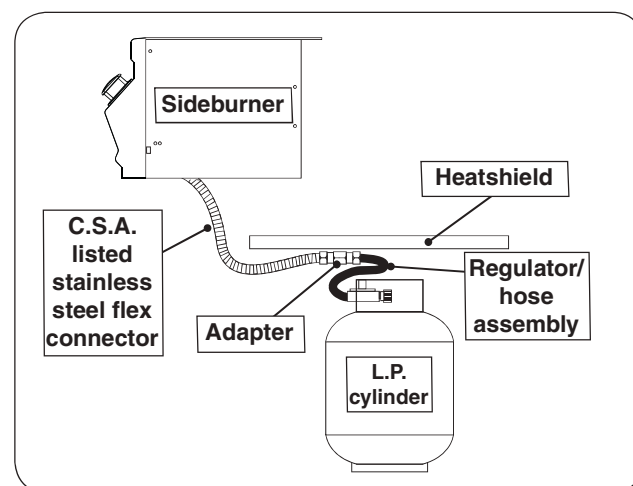 Sideburner
Heatshield
C.S.A.
listed
stainless
steel flex
connector
Adapter
Regulator/
hose
assembly
L.P.
cylinder